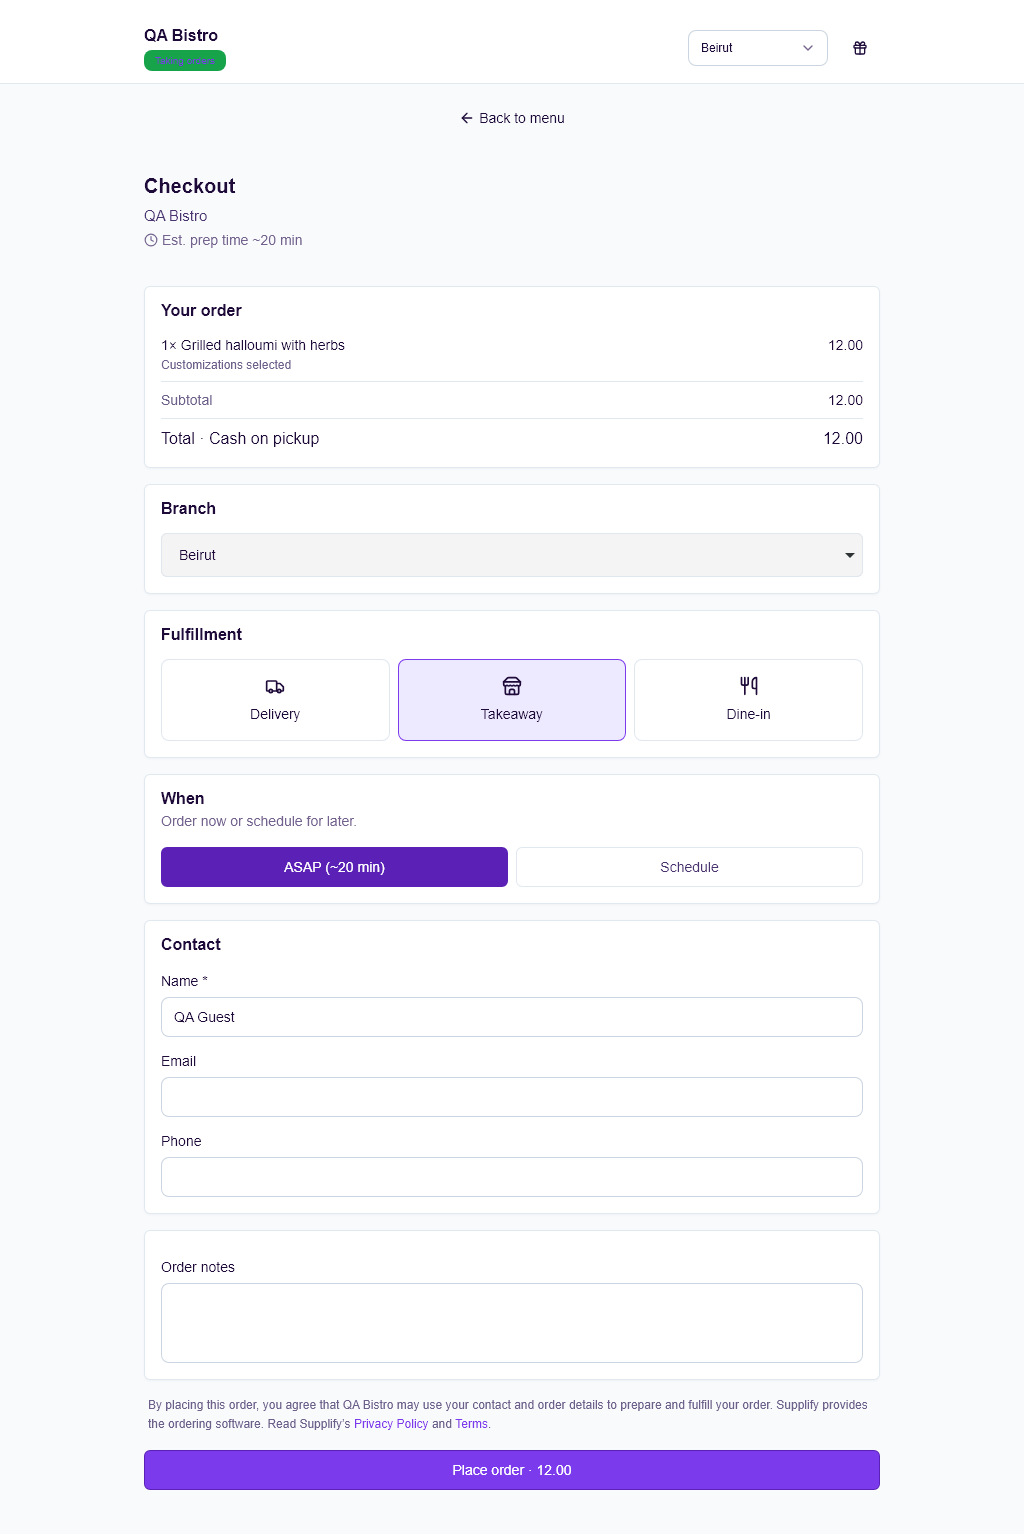 QA Bistro
Taking orders
Beirut
Back to menu
Checkout
QA Bistro
Est. prep time ~20 min
Your order
1× Grilled halloumi with herbs 12.00
Customizations selected
Subtotal 12.00
Total · Cash on pickup 12.00
Branch
Beirut
Fulfillment
Delivery Takeaway Dine-in
When
Order now or schedule for later.
ASAP (~20 min) Schedule
Contact
Name *
QA Guest
Email
Phone
Order notes
By placing this order, you agree that QA Bistro may use your contact and order details to prepare and fulfill your order. Supplify provides
the ordering software. Read Supplify's Privacy Policy and Terms.
Place order · 12.00